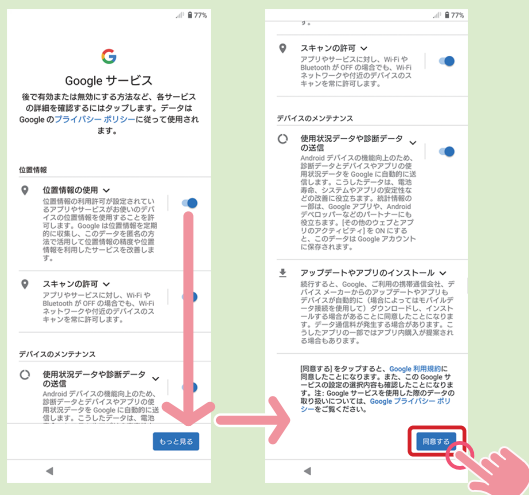 77%
Google サービス
後で有効または無効にする方法など、各サービス
の詳細を確認するにはタップします。データは
Google のプライバシー ポリシーに従って使用され
ます。
位置情報
位置情報の使用
位置情報の利用許可が設定されてい
るアプリやサービスがお使いのデバ
イスの位置情報を使用することを許
可します。Google は位置情報を定期
的に収集し、このデータを匿名の方
法で活用して位置情報の精度や位置
情報を利用したサービスを改善しま
す。
スキャンの許可
アプリやサービスに対し、Wi-Fi や
Bluetooth が OFF の場合でも、Wi-Fi
ネットワークや付近のデバイスのス
キャンを常に許可します。
デバイスのメンテナンス
使用状況データや診断データ
の送信
Android デバイスの機能向上のため、
診断データとデバイスやアプリの使
用状況データを Google に自動的に送
信します。こうしたデータは、電池
もっと見る
77%
す。
スキャンの許可
アプリやサービスに対し、Wi-Fi や
Bluetooth が OFF の場合でも、Wi-Fi
ネットワークや付近のデバイスのス
キャンを常に許可します。
デバイスのメンテナンス
使用状況データや診断データ
の送信
Android デバイスの機能向上のため、
診断データとデバイスやアプリの使
用状況データを Google に自動的に送
信します。こうしたデータは、電池
寿命、システムやアプリの安定性な
どの改善に役立ちます。統計情報の
一部は、Google アプリや、Android
デベロッパーなどのパートナーにも
役立ちます。[その他のウェブとアプ
リのアクティビティ] を ON にする
と、このデータは Google アカウント
に保存されます。
アップデートやアプリのインストール
続行すると、Google、ご利用の携帯通信会社、デ
バイス メーカーからのアップデートやアプリも
デバイスが自動的に（場合によってはモバイルデ
ータ接続を使用して）ダウンロードし、インスト
ールする場合があることに同意したことになりま
す。データ通信料が発生する場合があります。こ
うしたアプリの一部ではアプリ内購入が提案され
る場合もあります。
[同意する] をタップすると、Google 利用規約に
同意したことになります。また、この Google サ
ービスの設定の選択内容も確認したことになりま
す。注: Google サービスを使用した際のデータの
取り扱いについては、Google プライバシー ポリ
シーをご覧ください。
同意する